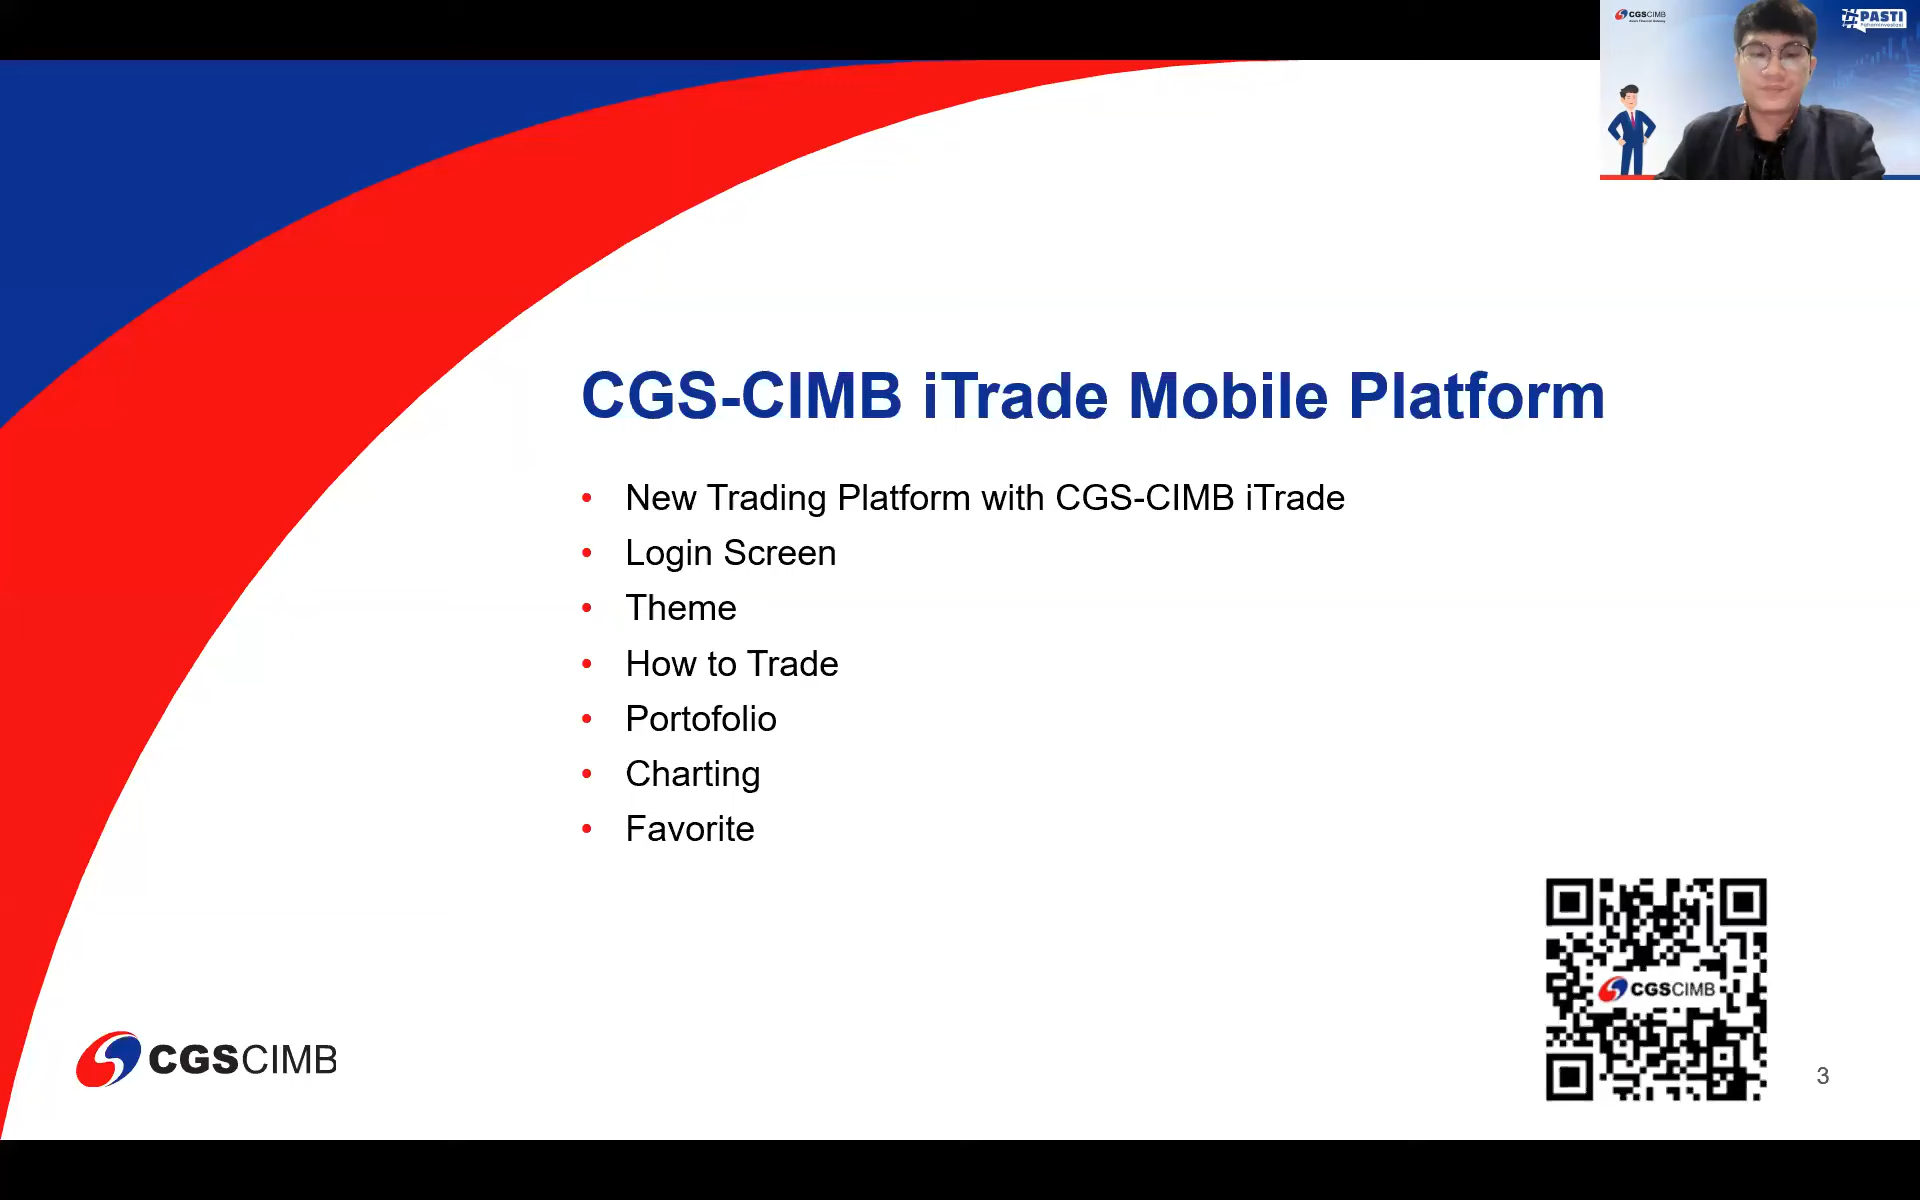 CGSCIMB
#PASTI
CGS-CIMB iTrade Mobile Platform
• New Trading Platform with CGS-CIMB iTrade
• Login Screen
• Theme
• How to Trade
• Portofolio
• Charting
• Favorite
CGSCIMB
CGSCIMB
3